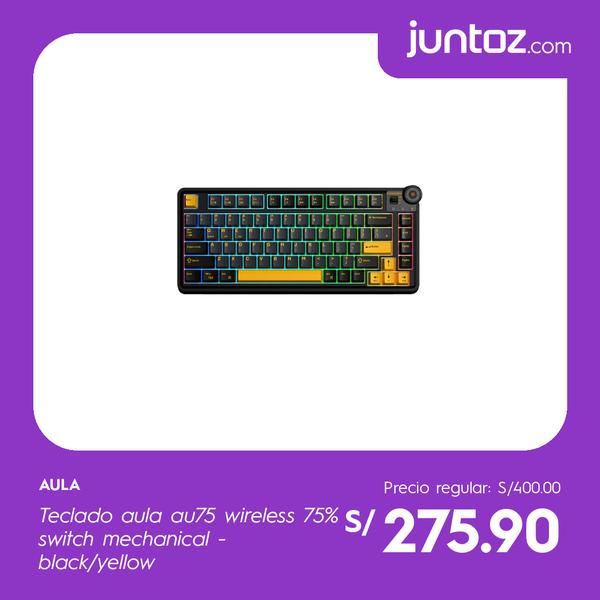 juntoz.com
AULA
Teclado aula au75 wireless 75%
switch mechanical -
black/yellow
Precio regular: S/400.00
S/ 275.90